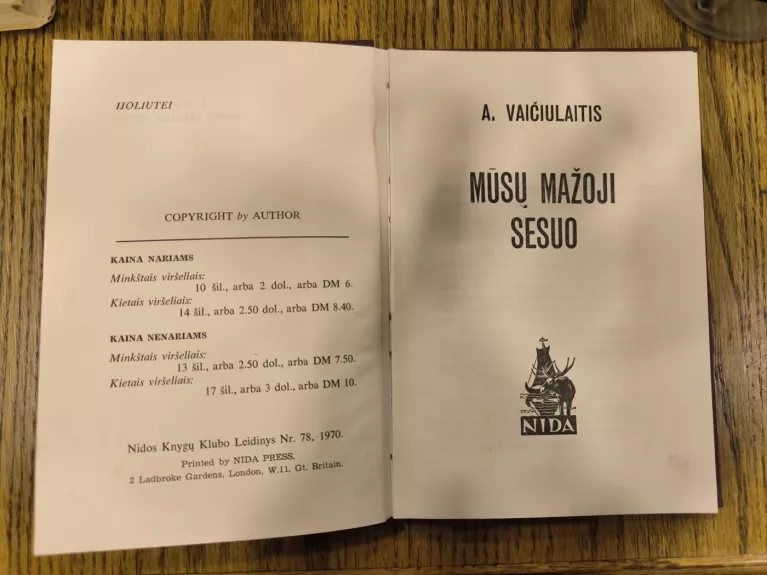 IJOLIUTEI
COPYRIGHT by AUTHOR
KAINA NARIAMS
Minkštais viršeliais:
10 šil., arba 2 dol., arba DM 6.
Kietais viršeliais:
14 šil., arba 2.50 dol., arba DM 8.40.
KAINA NENARIAMS
Minkštais viršeliais:
13 šil., arba 2.50 dol., arba DM 7.50.
Kietais viršeliais:
17 šil., arba 3 dol., arba DM 10.
Nidos Knygų Klubo Leidinys Nr. 78, 1970.
Printed by NIDA PRESS,
2 Ladbroke Gardens, London, W.11, Gt. Britain.
A. VAIČIULAITIS
MŪSŲ MAŽOJI
SESUO
NIDA